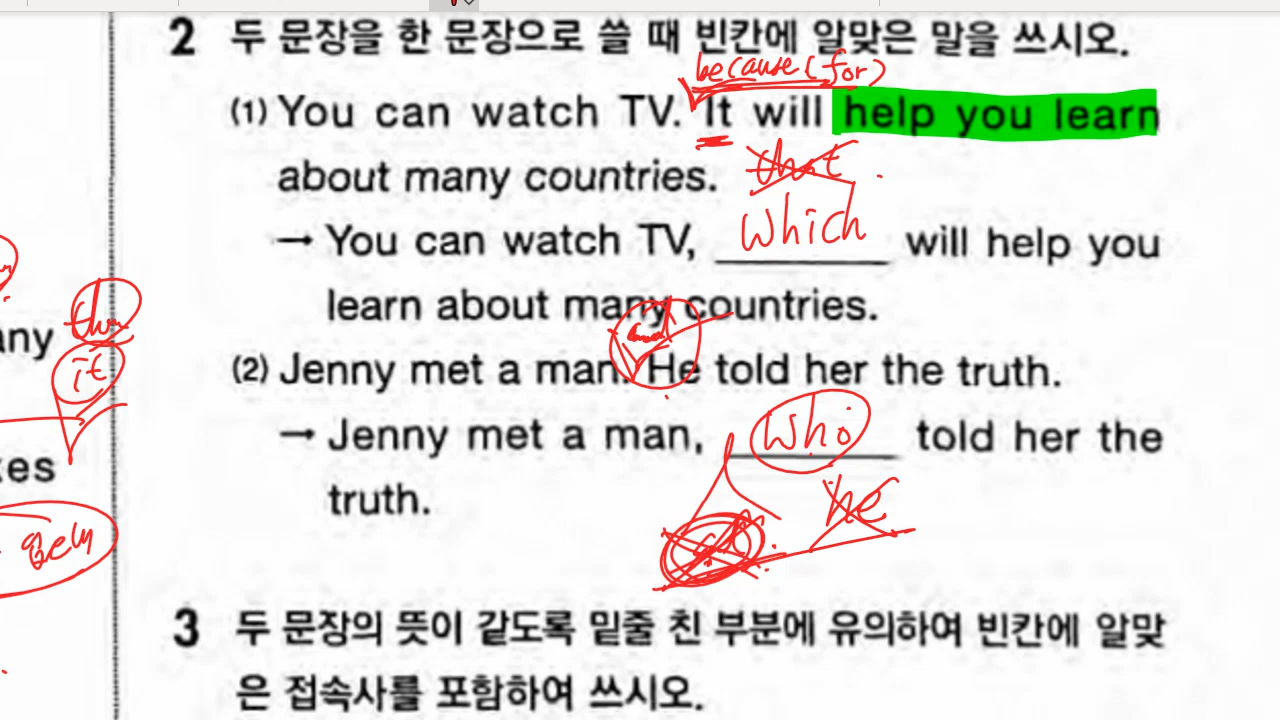 2 두 문장을 한 문장으로 쓸 때 빈칸에 알맞은 말을 쓰시오.
because(for)
(1) You can watch TV. It will help you learn
about many countries. that
→ You can watch TV, which will help you
learn about many countries.
and
(2) Jenny met a man. He told her the truth.
→ Jenny met a man, who told her the
truth. he
3 두 문장의 뜻이 같도록 밑줄 친 부분에 유의하여 빈칸에 알맞
은 접속사를 포함하여 쓰시오.
any
it
kes